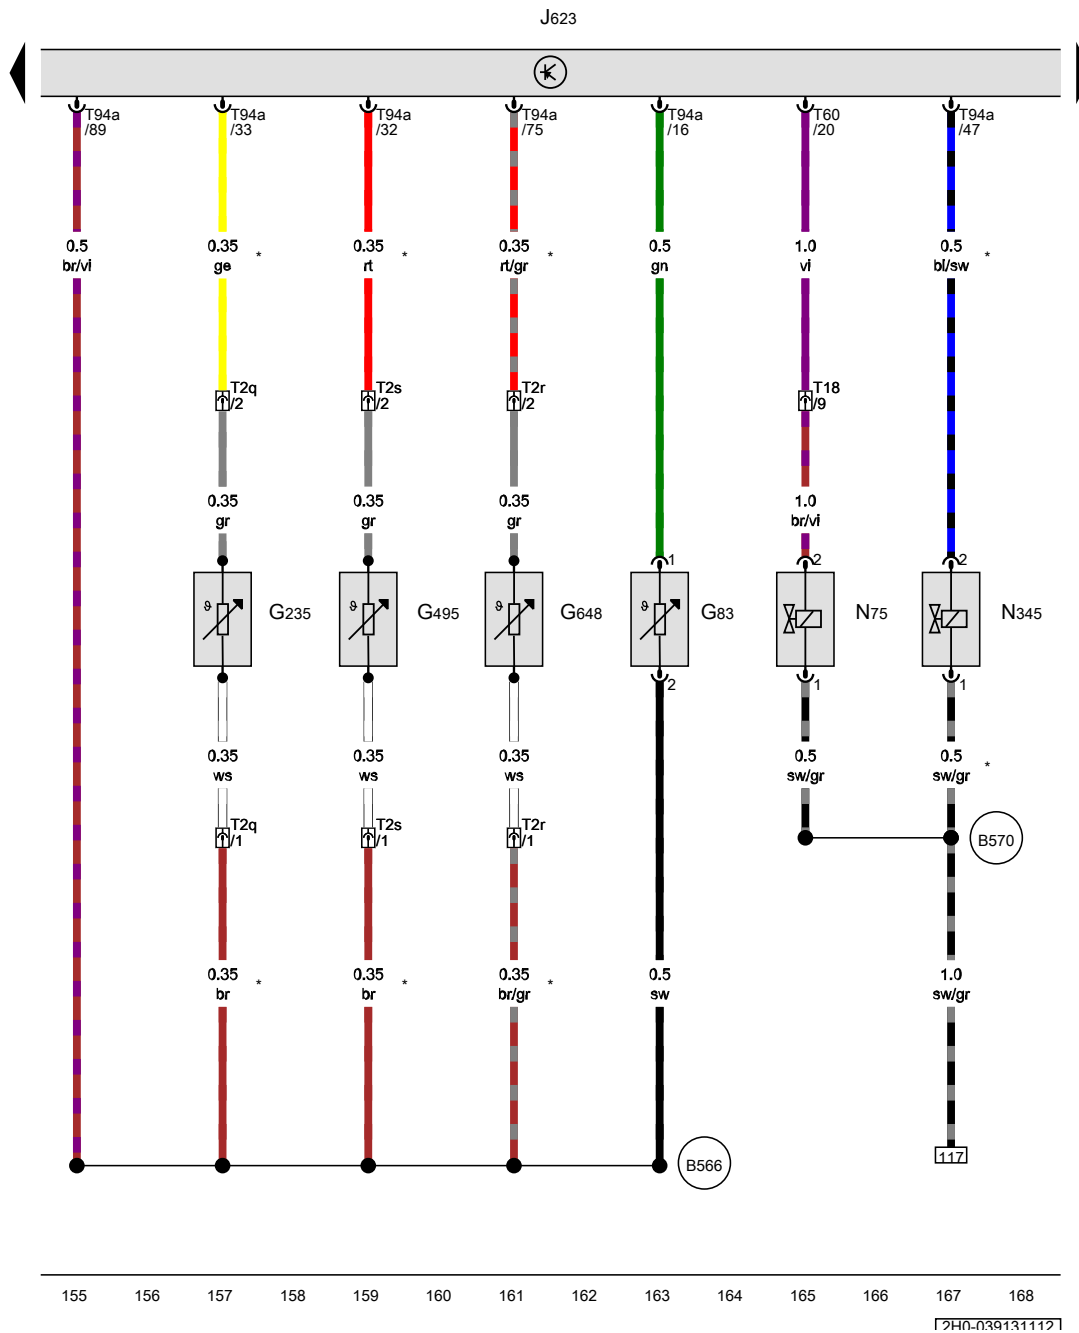 J623
T94a
/89
T94a
/33
T94a
/32
T94a
/75
T94a
/16
T60
/20
T94a
/47
0.5
br/vi
0.35
ge *
0.35
rt *
0.35
rt/gr *
0.5
gn
1.0
vi
0.5
bl/sw *
T2q
/2
T2s
/2
T2r
/2
T18
/9
0.35
gr
0.35
gr
0.35
gr
1.0
br/vi
1
2
2
G235
G495
G648
G83
N75
N345
2
1
1
0.35
ws
0.35
ws
0.35
ws
0.5
sw/gr
0.5
sw/gr *
T2q
/1
T2s
/1
T2r
/1
B570
0.35
br *
0.35
br *
0.35
br/gr *
0.5
sw
1.0
sw/gr
117
B566
155 156 157 158 159 160 161 162 163 164 165 166 167 168
2H0-039131112